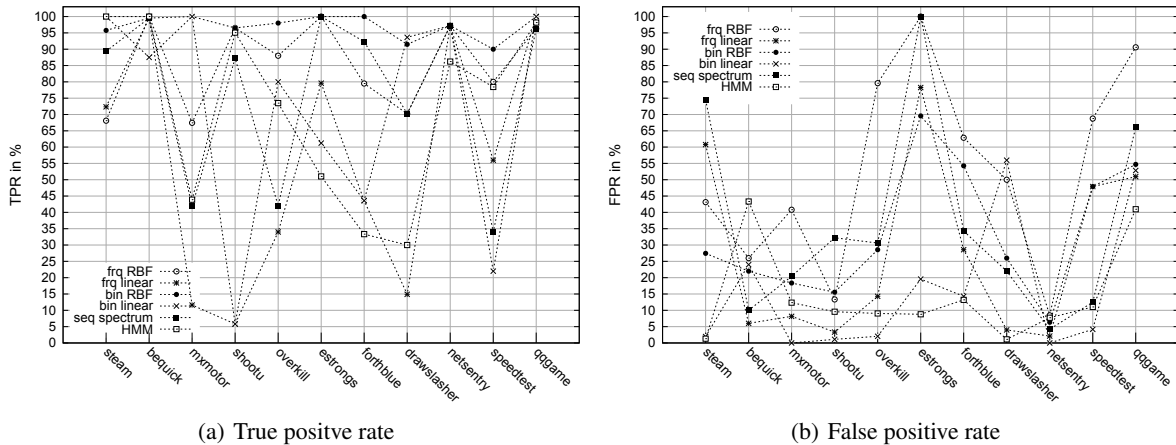 TPR in %
100
95
90
85
80
75
70
65
60
55
50
45
40
35
30
25
20
15
10
5
0
frq RBF
frq linear
bin RBF
bin linear
seq spectrum
HMM
steam
bequick
mxmotor
shootu
overkill
estrongs
forthblue
drawslasher
netsentry
speedtest
qqgame
(a) True positve rate
FPR in %
100
95
90
85
80
75
70
65
60
55
50
45
40
35
30
25
20
15
10
5
0
frq RBF
frq linear
bin RBF
bin linear
seq spectrum
HMM
steam
bequick
mxmotor
shootu
overkill
estrongs
forthblue
drawslasher
netsentry
speedtest
qqgame
(b) False positive rate